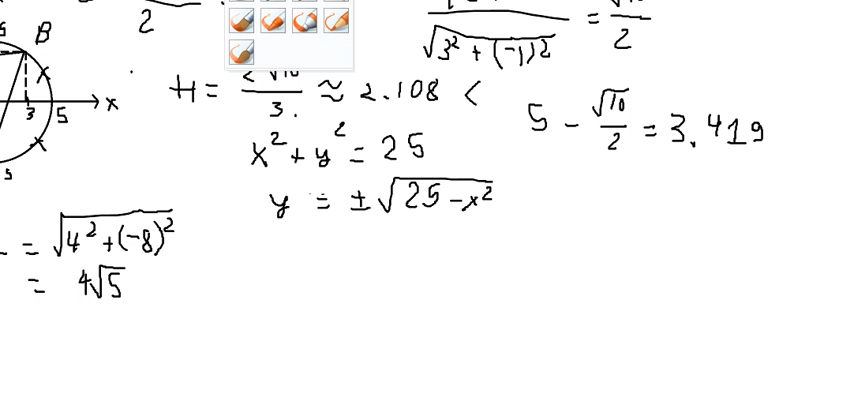 2
√(3² + (-1)²) = √10/2
B
x
3 5
H = 2√10/3. ≈ 2.108 <
5 - √10/2 = 3.419
x² + y² = 25
y = ±√(25 - x²)
= √(4² + (-8)²)
= 4√5